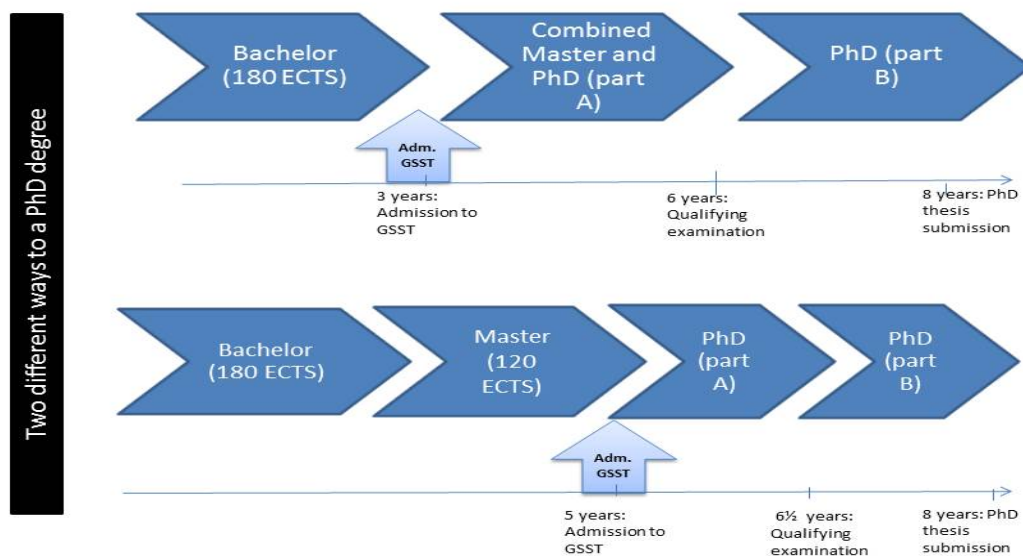 Two different ways to a PhD degree
Bachelor
(180 ECTS)
Combined
Master and
PhD (part
A)
PhD (part
B)
Adm.
GSST
3 years:
Admission to
GSST
6 years:
Qualifying
examination
8 years: PhD
thesis
submission
Bachelor
(180 ECTS)
Master
(120
ECTS)
PhD
(part
A)
PhD
(part
B)
Adm.
GSST
5 years:
Admission to
GSST
6½ years:
Qualifying
examination
8 years: PhD
thesis
submission